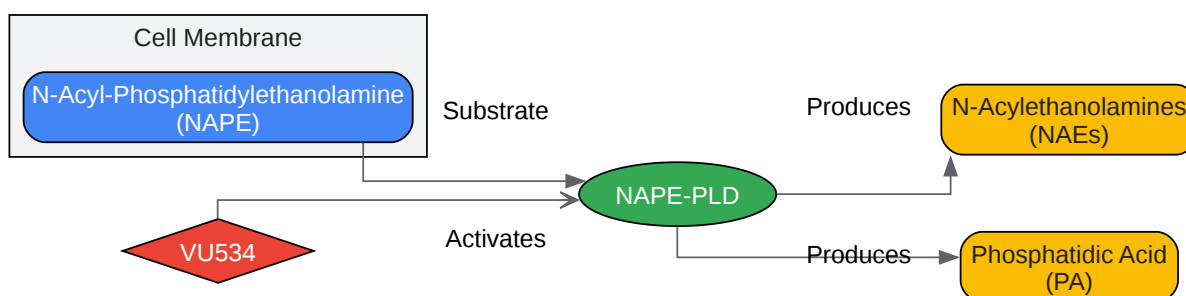 Cell Membrane
N-Acyl-Phosphatidylethanolamine
(NAPE)
Substrate
Produces
N-Acylethanolamines
(NAEs)
NAPE-PLD
VU534
Activates
Produces
Phosphatidic Acid
(PA)